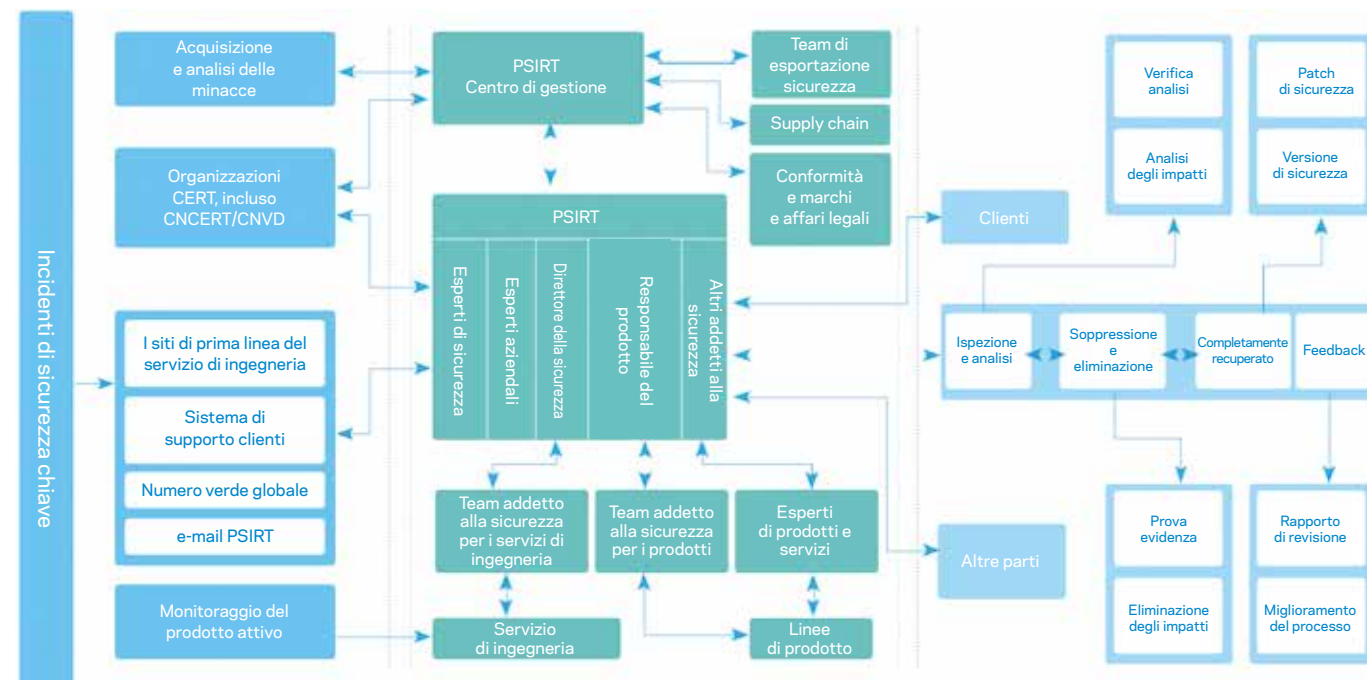 Incidenti di sicurezza chiave
Acquisizione
e analisi delle
minacce
Organizzazioni
CERT, incluso
CNCERT/CNVD
I siti di prima linea del
servizio di ingegneria
Sistema di
supporto clienti
Numero verde globale
e-mail PSIRT
Monitoraggio del
prodotto attivo
PSIRT
Centro di gestione
Team di
esportazione
sicurezza
Supply chain
Conformità
e marchi
e affari legali
PSIRT
Esperti di sicurezza
Esperti aziendali
Direttore della sicurezza
Responsabile del
prodotto
Altri addetti alla
sicurezza
Team addetto
alla sicurezza
per i servizi di
ingegneria
Team addetto
alla sicurezza
per i prodotti
Esperti
di prodotti e
servizi
Servizio
di ingegneria
Linee
di prodotto
Clienti
Altre parti
Verifica
analisi
Analisi
degli impatti
Patch
di sicurezza
Versione
di sicurezza
Ispezione
e analisi
Soppressione
e
eliminazione
Completamente
recuperato
Feedback
Prova
evidenza
Eliminazione
degli impatti
Rapporto
di revisione
Miglioramento
del processo